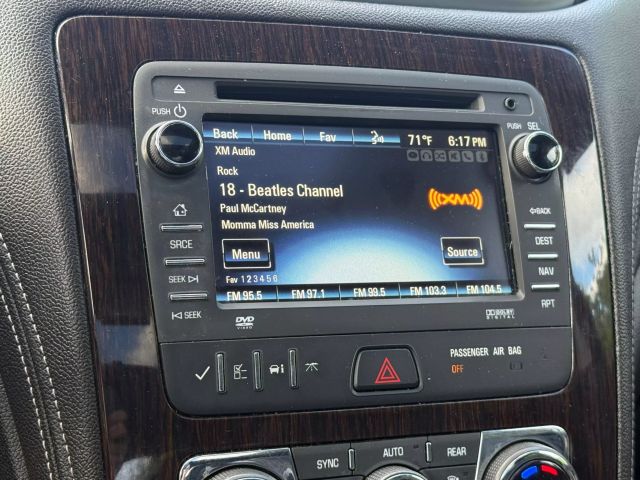 PUSH SEL
PUSH
Back Home Fav 71°F 6:17 PM
XM Audio
Rock
18 - Beatles Channel
Paul McCartney
Momma Miss America
XM
Menu Source
Fav 1 2 3 4 5 6
FM 95.5 FM 97.1 FM 99.5 FM 103.3 FM 104.5
SRCE
SEEK
SEEK
BACK
DEST
NAV
RPT
DVD
VIDEO
DOLBY
DIGITAL
PASSENGER AIR BAG
OFF
SYNC AUTO REAR